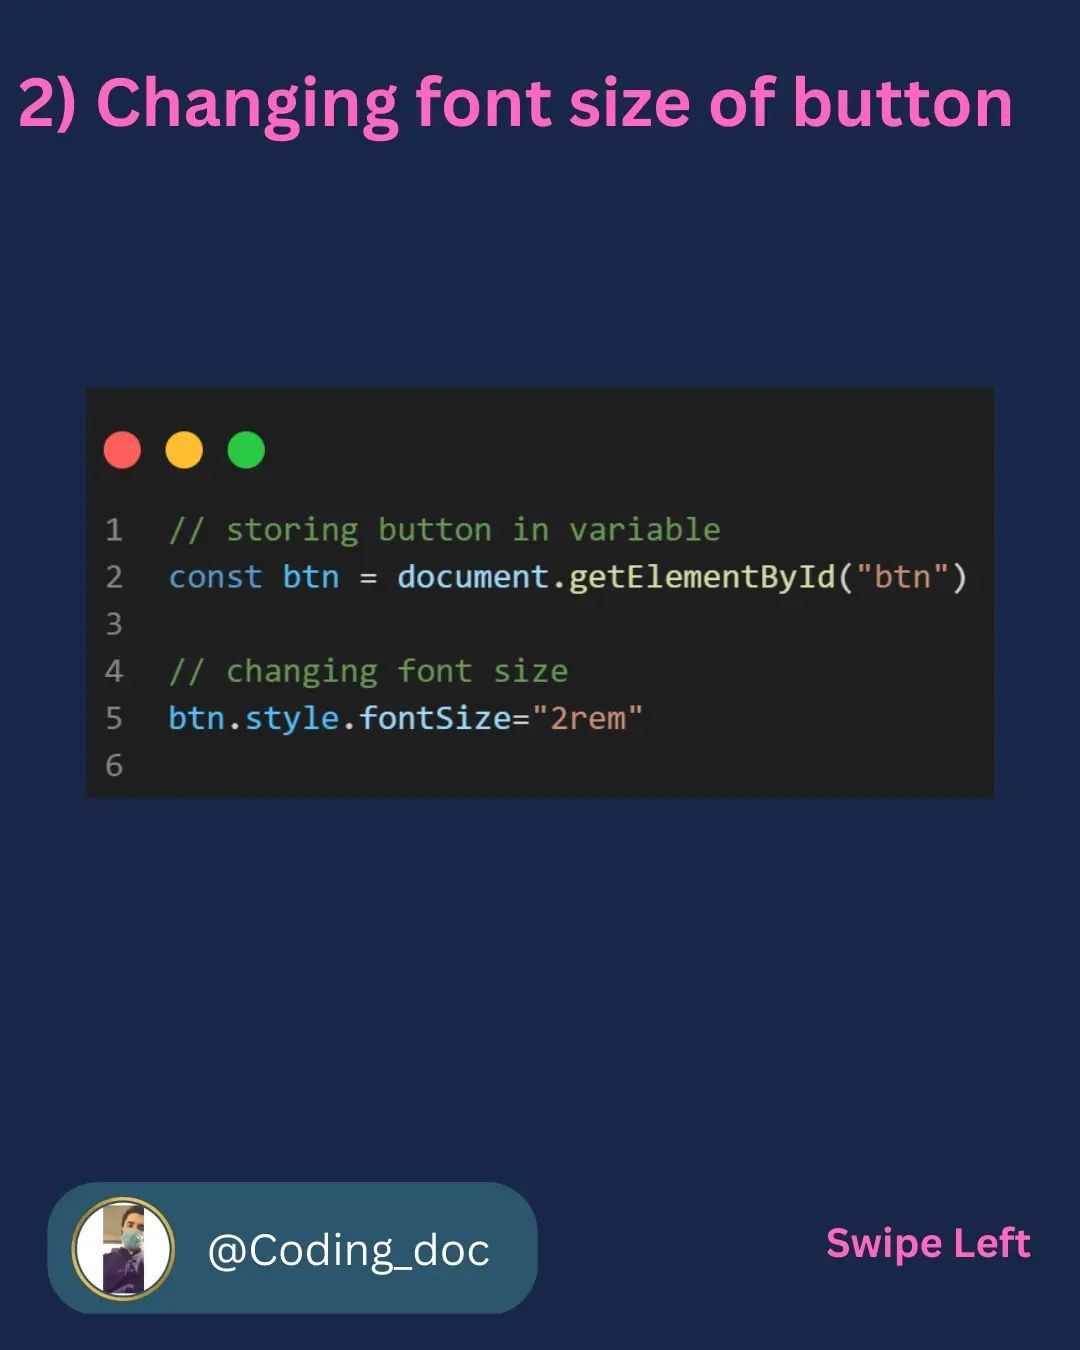 2) Changing font size of button
1 // storing button in variable
2 const btn = document.getElementById("btn")
3
4 // changing font size
5 btn.style.fontSize="2rem"
6
@Coding_doc
Swipe Left